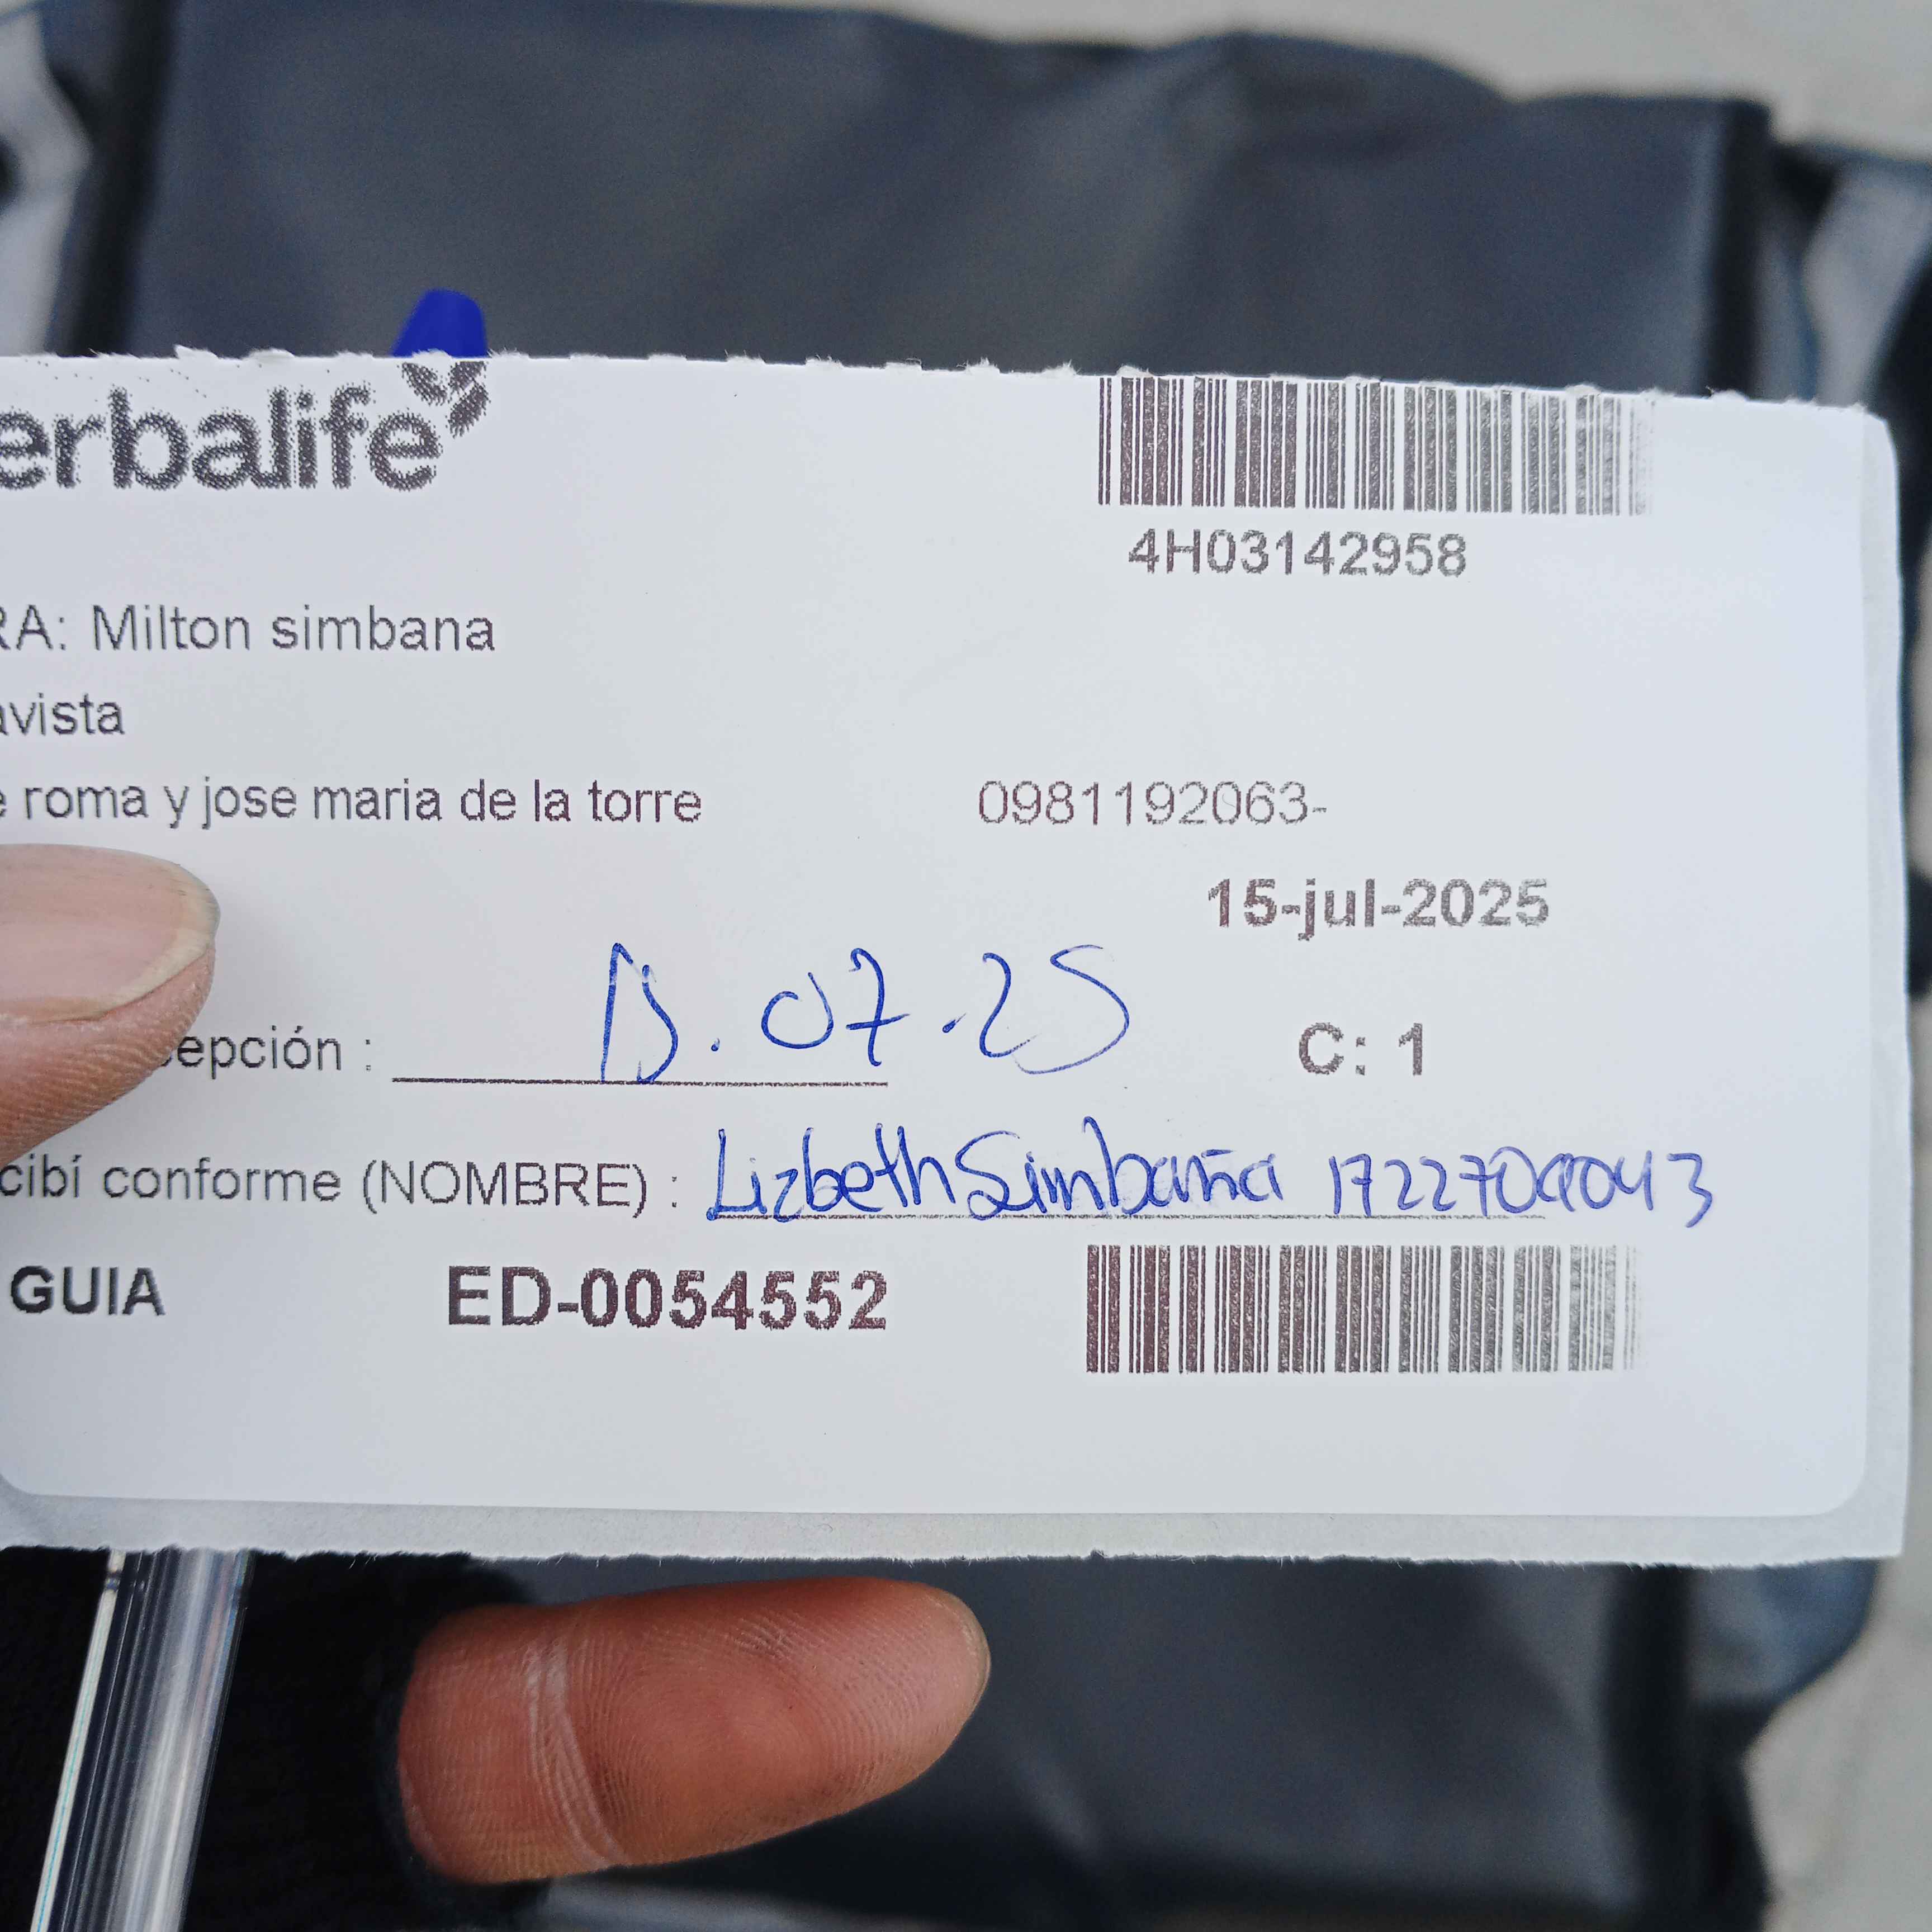 erbalife
4H03142958
RA: Milton simbana
avista
e roma y jose maria de la torre 0981192063-
15-jul-2025
epción : 15.07.25 C: 1
cibí conforme (NOMBRE) : Lizbeth Simbaña 1722709043
GUIA ED-0054552